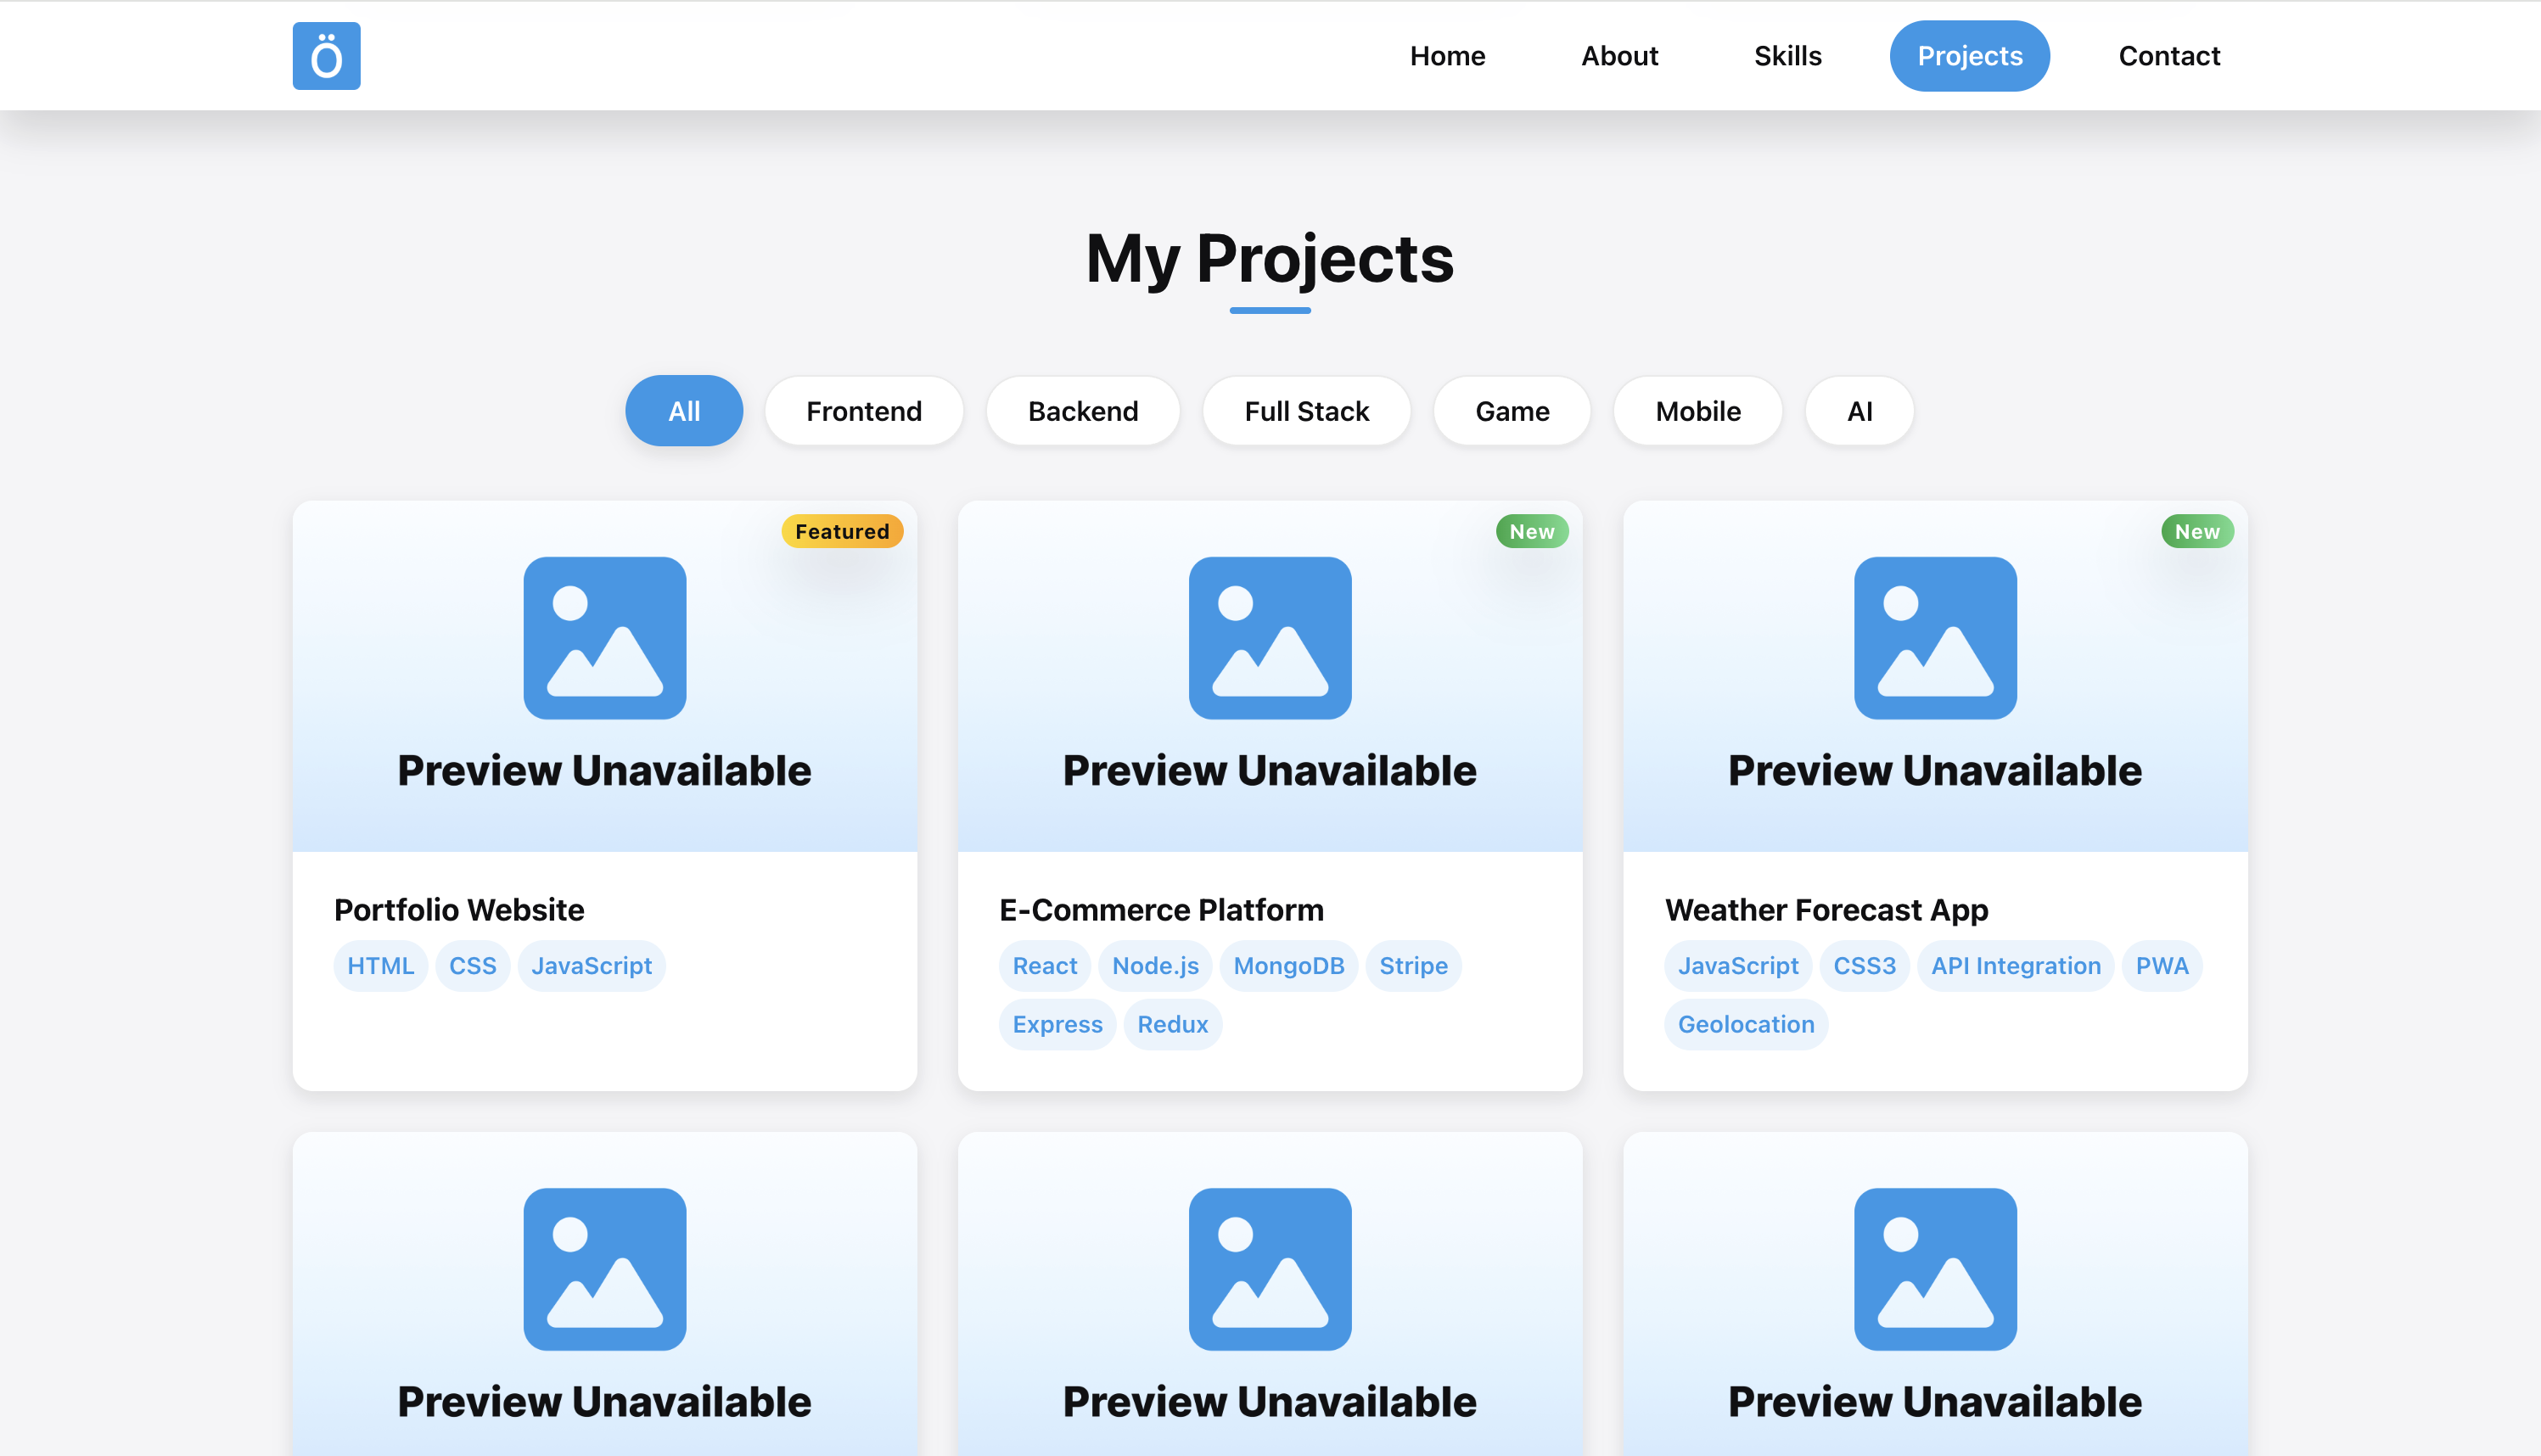 Ö
Home About Skills Projects Contact
My Projects
All Frontend Backend Full Stack Game Mobile AI
Featured
Preview Unavailable
Portfolio Website
HTML CSS JavaScript
New
Preview Unavailable
E-Commerce Platform
React Node.js MongoDB Stripe
Express Redux
New
Preview Unavailable
Weather Forecast App
JavaScript CSS3 API Integration PWA
Geolocation
Preview Unavailable
Preview Unavailable
Preview Unavailable